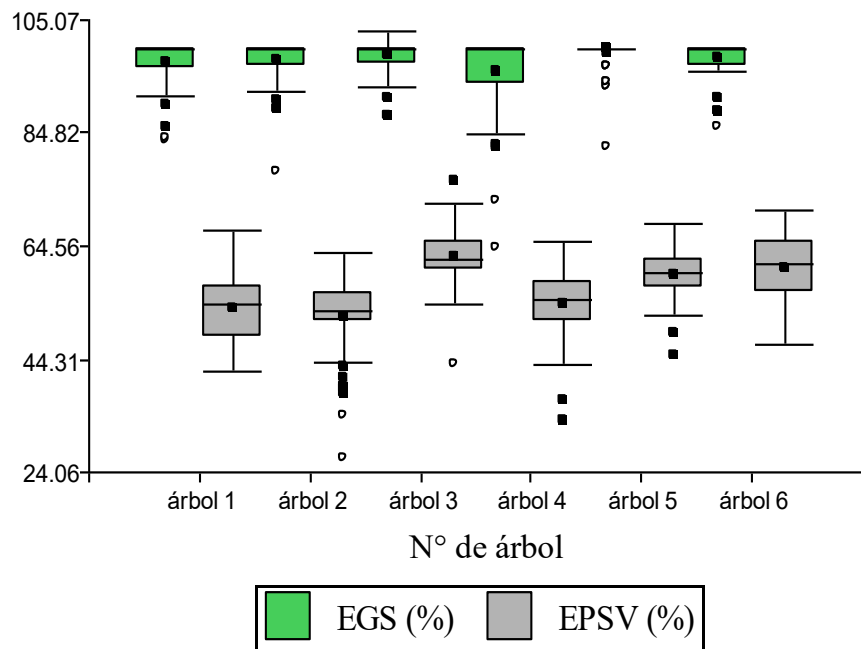 105.07
84.82
64.56
44.31
24.06
árbol 1 árbol 2 árbol 3 árbol 4 árbol 5 árbol 6
N° de árbol
EGS (%) EPSV (%)